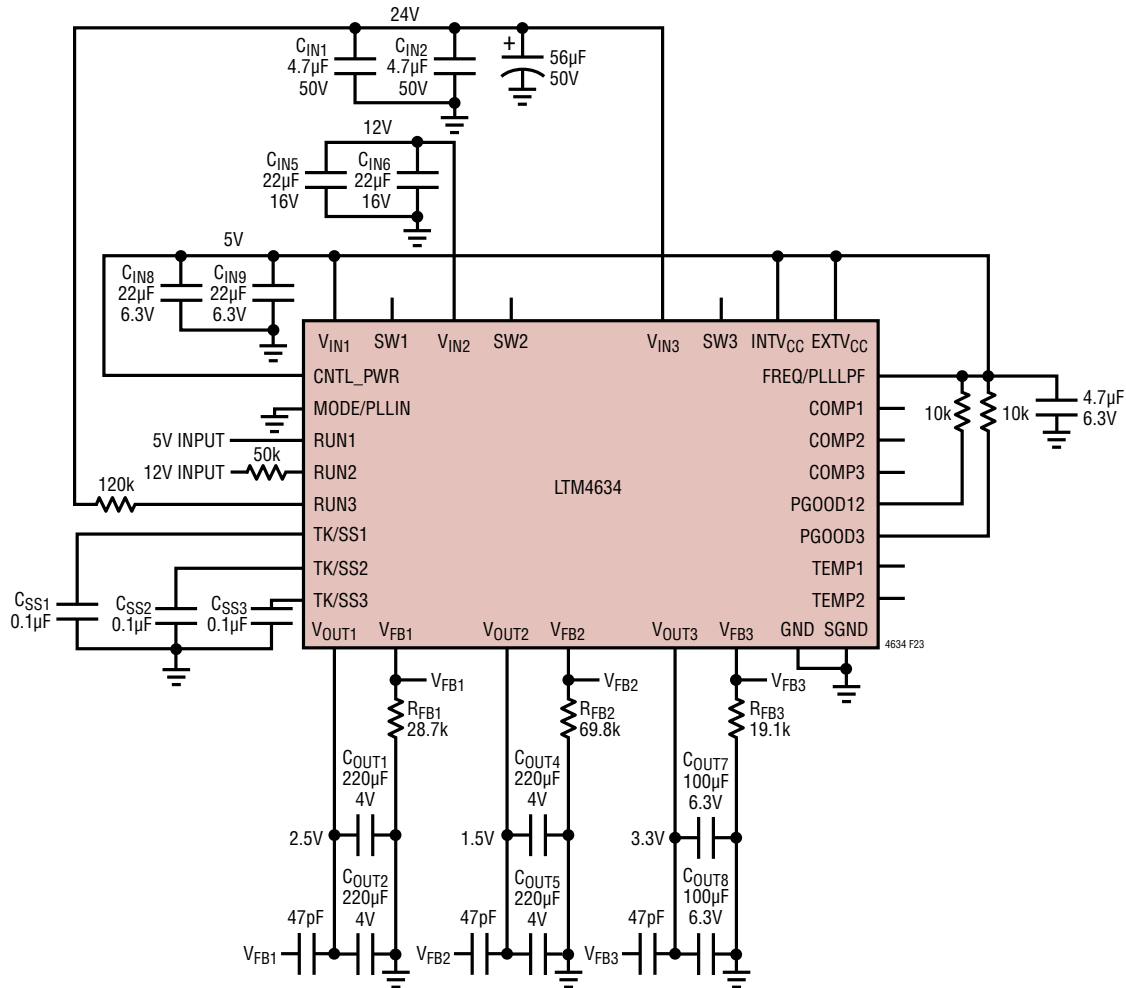 24V
CIN1
4.7µF
50V
CIN2
4.7µF
50V
+
56µF
50V
12V
CIN5
22µF
16V
CIN6
22µF
16V
5V
CIN8
22µF
6.3V
CIN9
22µF
6.3V
VIN1
SW1
VIN2
SW2
VIN3
SW3
INTVCC
EXTVCC
CNTL_PWR
MODE/PLLIN
5V INPUT
RUN1
12V INPUT
50k
RUN2
120k
RUN3
TK/SS1
TK/SS2
TK/SS3
LTM4634
FREQ/PLLLPF
COMP1
COMP2
COMP3
PGOOD12
PGOOD3
TEMP1
TEMP2
10k
10k
4.7µF
6.3V
CSS1
0.1µF
CSS2
0.1µF
CSS3
0.1µF
VOUT1
VFB1
VOUT2
VFB2
VOUT3
VFB3
GND
SGND
4634 F23
VFB1
RFB1
28.7k
VFB2
RFB2
69.8k
VFB3
RFB3
19.1k
COUT1
220µF
4V
2.5V
COUT2
220µF
4V
47pF
VFB1
COUT4
220µF
4V
1.5V
COUT5
220µF
4V
47pF
VFB2
COUT7
100µF
6.3V
3.3V
COUT8
100µF
6.3V
47pF
VFB3